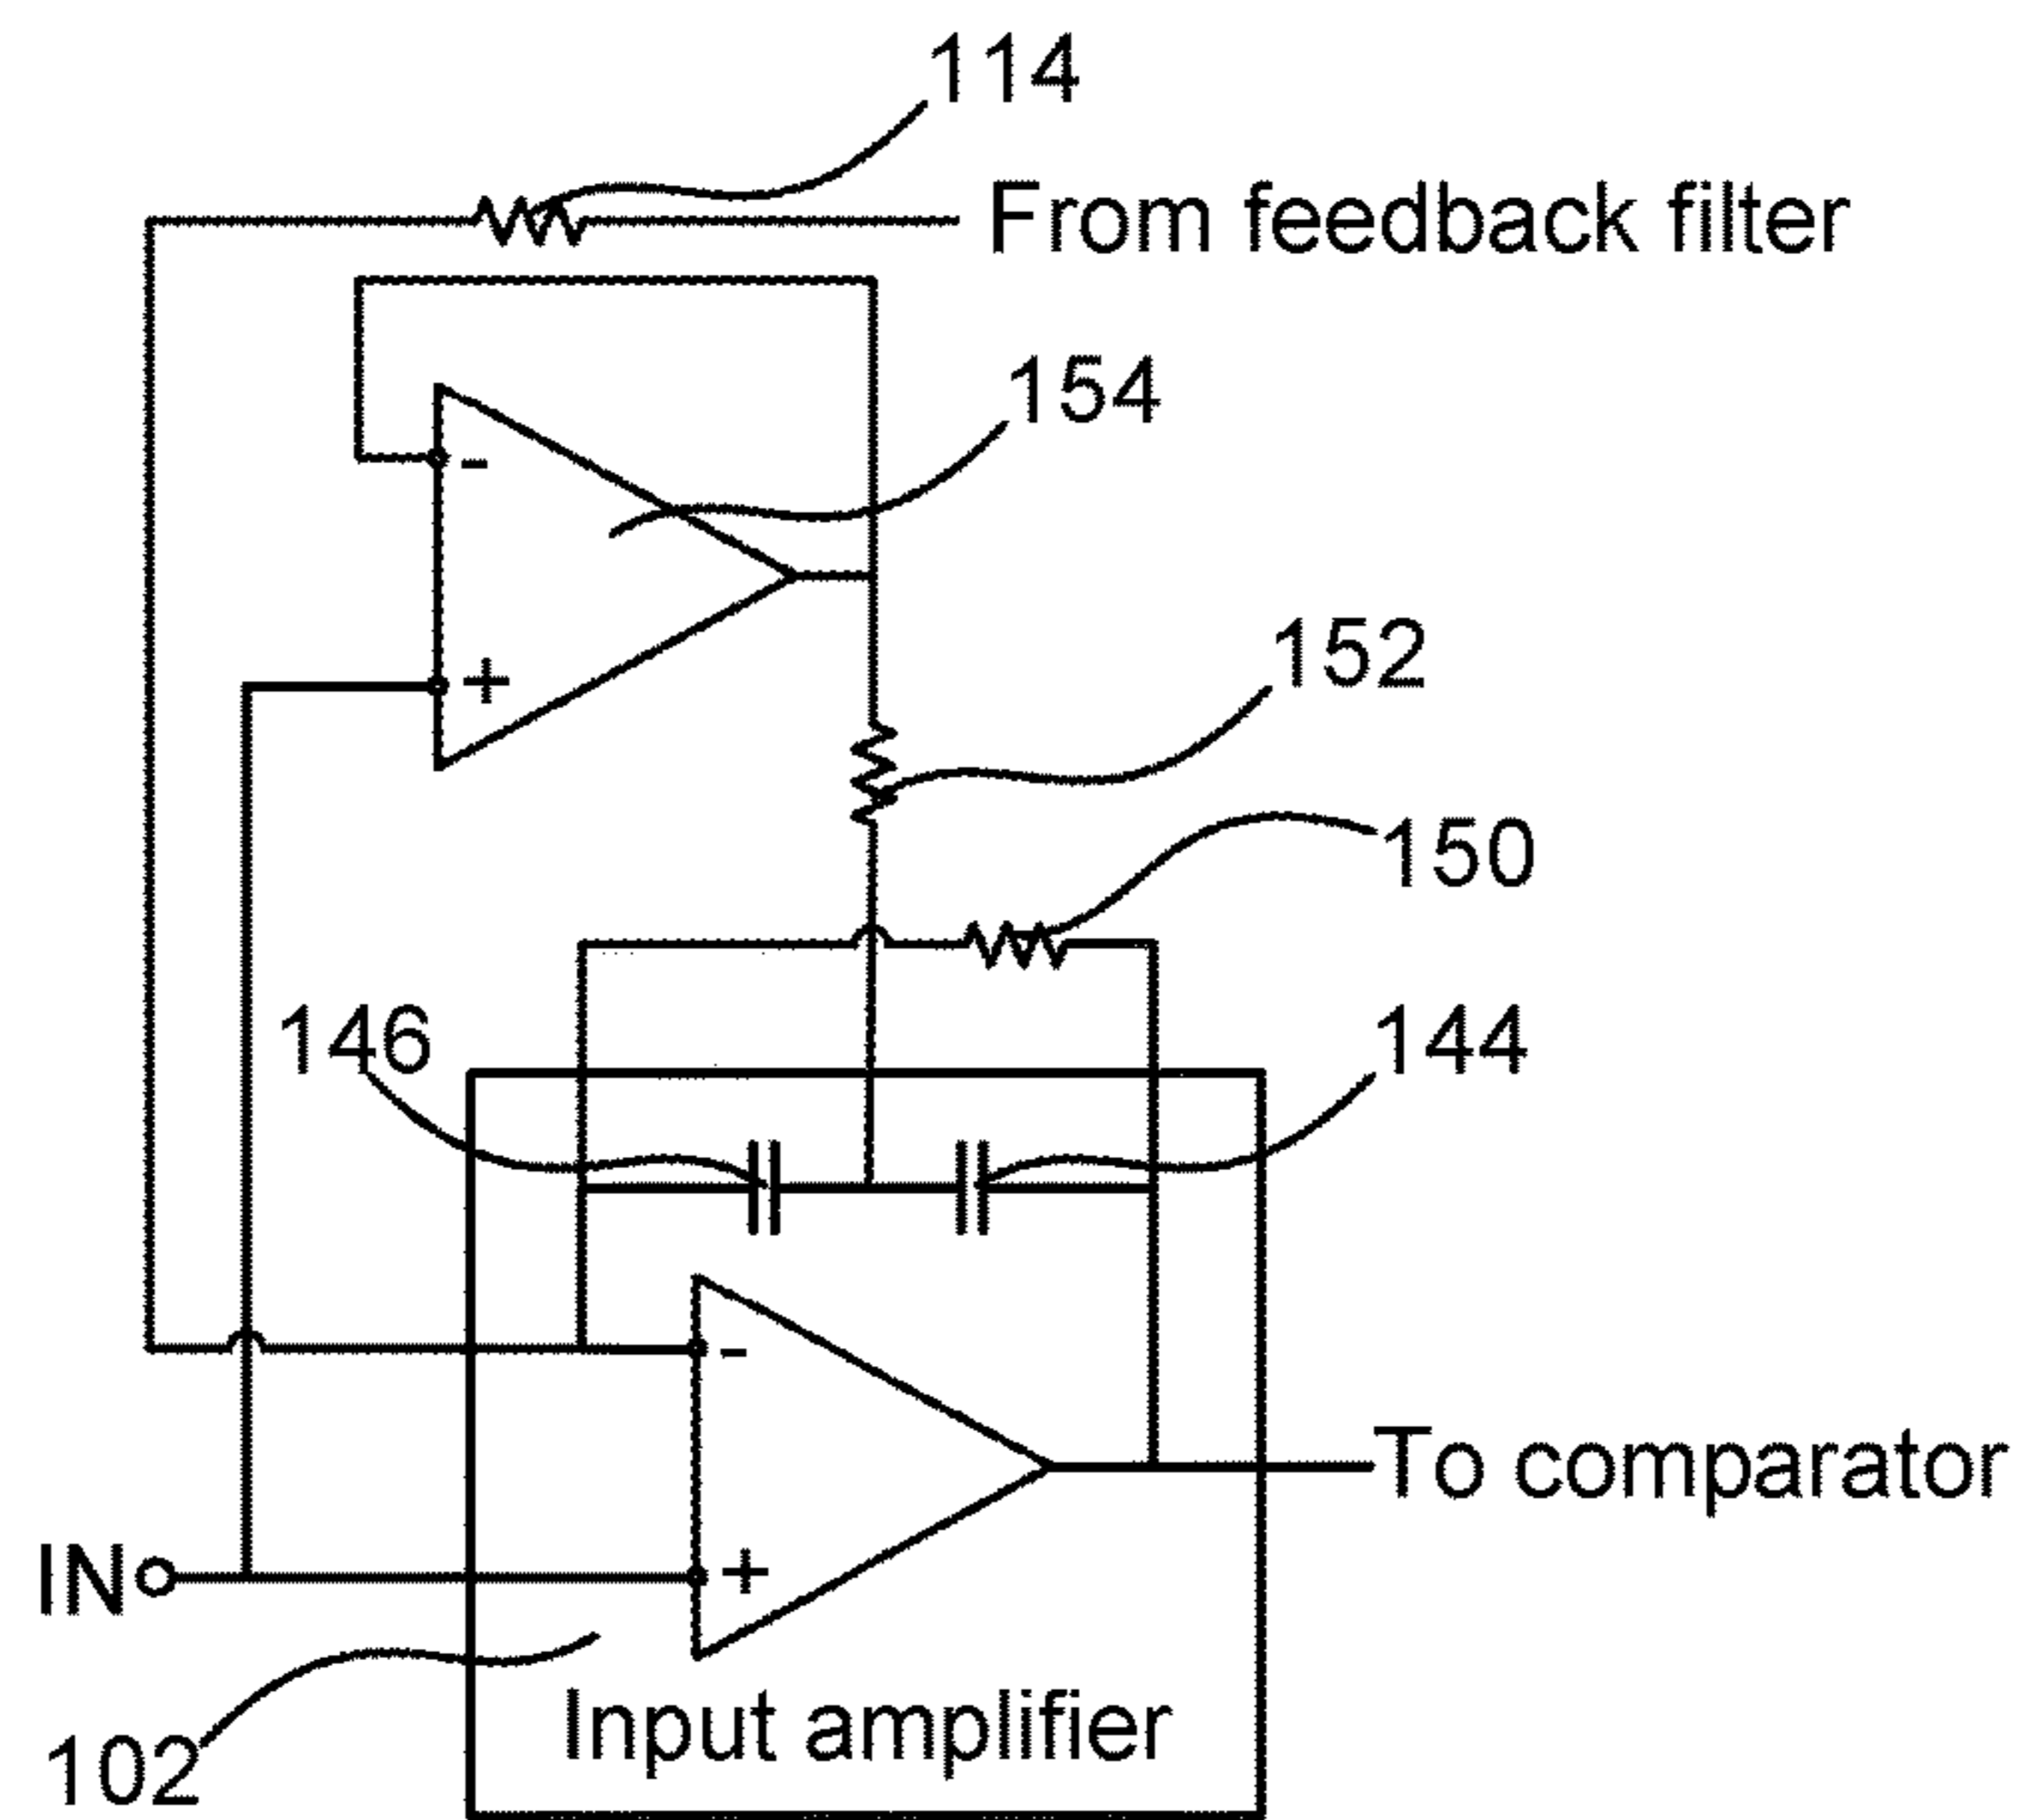 114
From feedback filter
154
-
+
152
150
146
144
-
To comparator
IN
+
102
Input amplifier